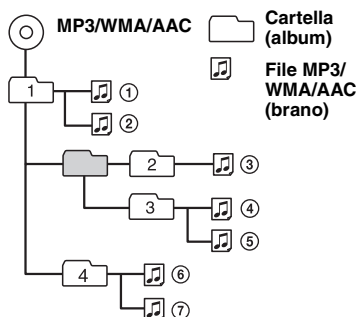 MP3/WMA/AAC
Cartella
(album)
File MP3/
WMA/AAC
(brano)
1
①
②
2
③
3
④
⑤
4
⑥
⑦